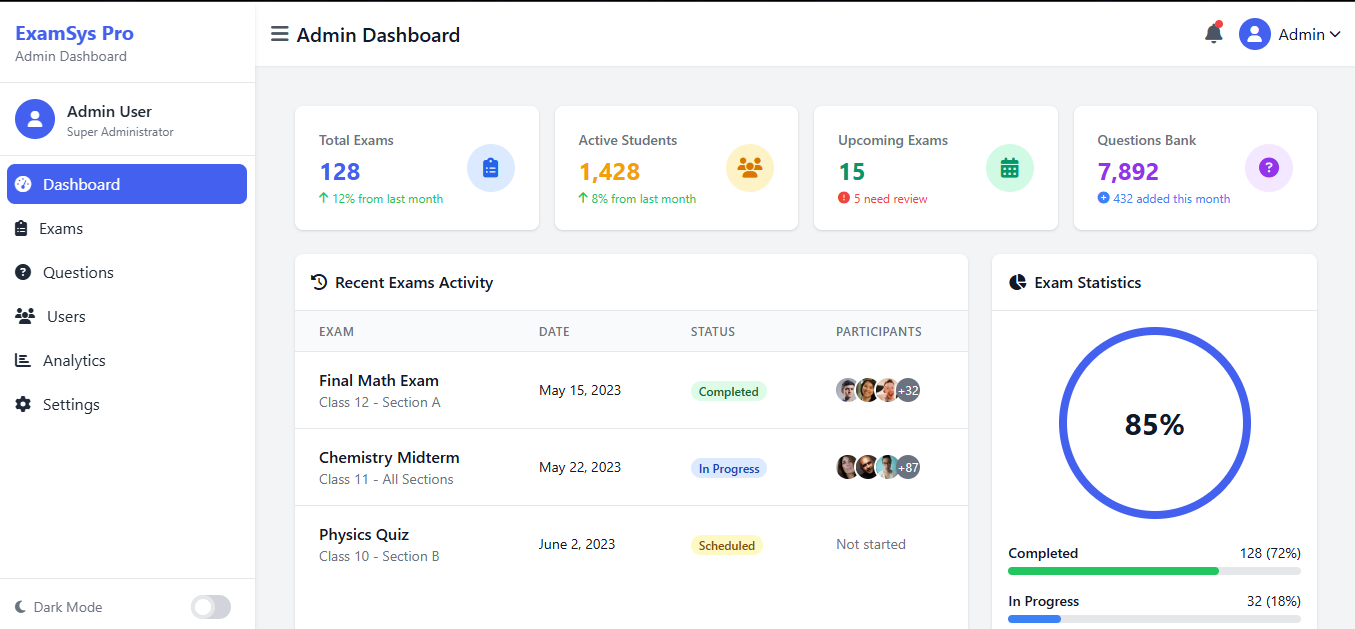 ExamSys Pro
Admin Dashboard
Admin User
Super Administrator
Dashboard
Exams
Questions
Users
Analytics
Settings
Dark Mode
Admin Dashboard
Admin
Total Exams
128
12% from last month
Active Students
1,428
8% from last month
Upcoming Exams
15
5 need review
Questions Bank
7,892
432 added this month
Recent Exams Activity
EXAM DATE STATUS PARTICIPANTS
Final Math Exam
Class 12 - Section A
May 15, 2023
Completed
+32
Chemistry Midterm
Class 11 - All Sections
May 22, 2023
In Progress
+87
Physics Quiz
Class 10 - Section B
June 2, 2023
Scheduled
Not started
Exam Statistics
85%
Completed 128 (72%)
In Progress 32 (18%)